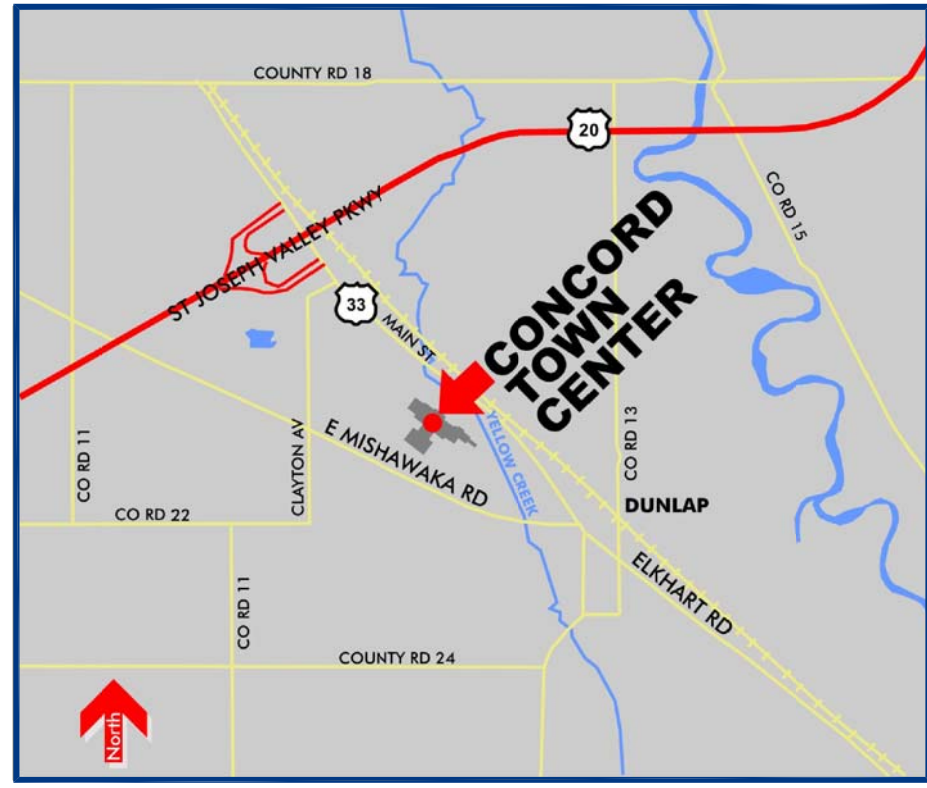 COUNTY RD 18
20
CO RD 15
ST JOSEPH VALLEY PKWY
33
MAIN ST
CONCORD
TOWN
CENTER
CO RD 11
CLAYTON AV
E MISHAWAKA RD
YELLOW CREEK
CO RD 13
CO RD 22
DUNLAP
ELKHART RD
CO RD 11
COUNTY RD 24
North